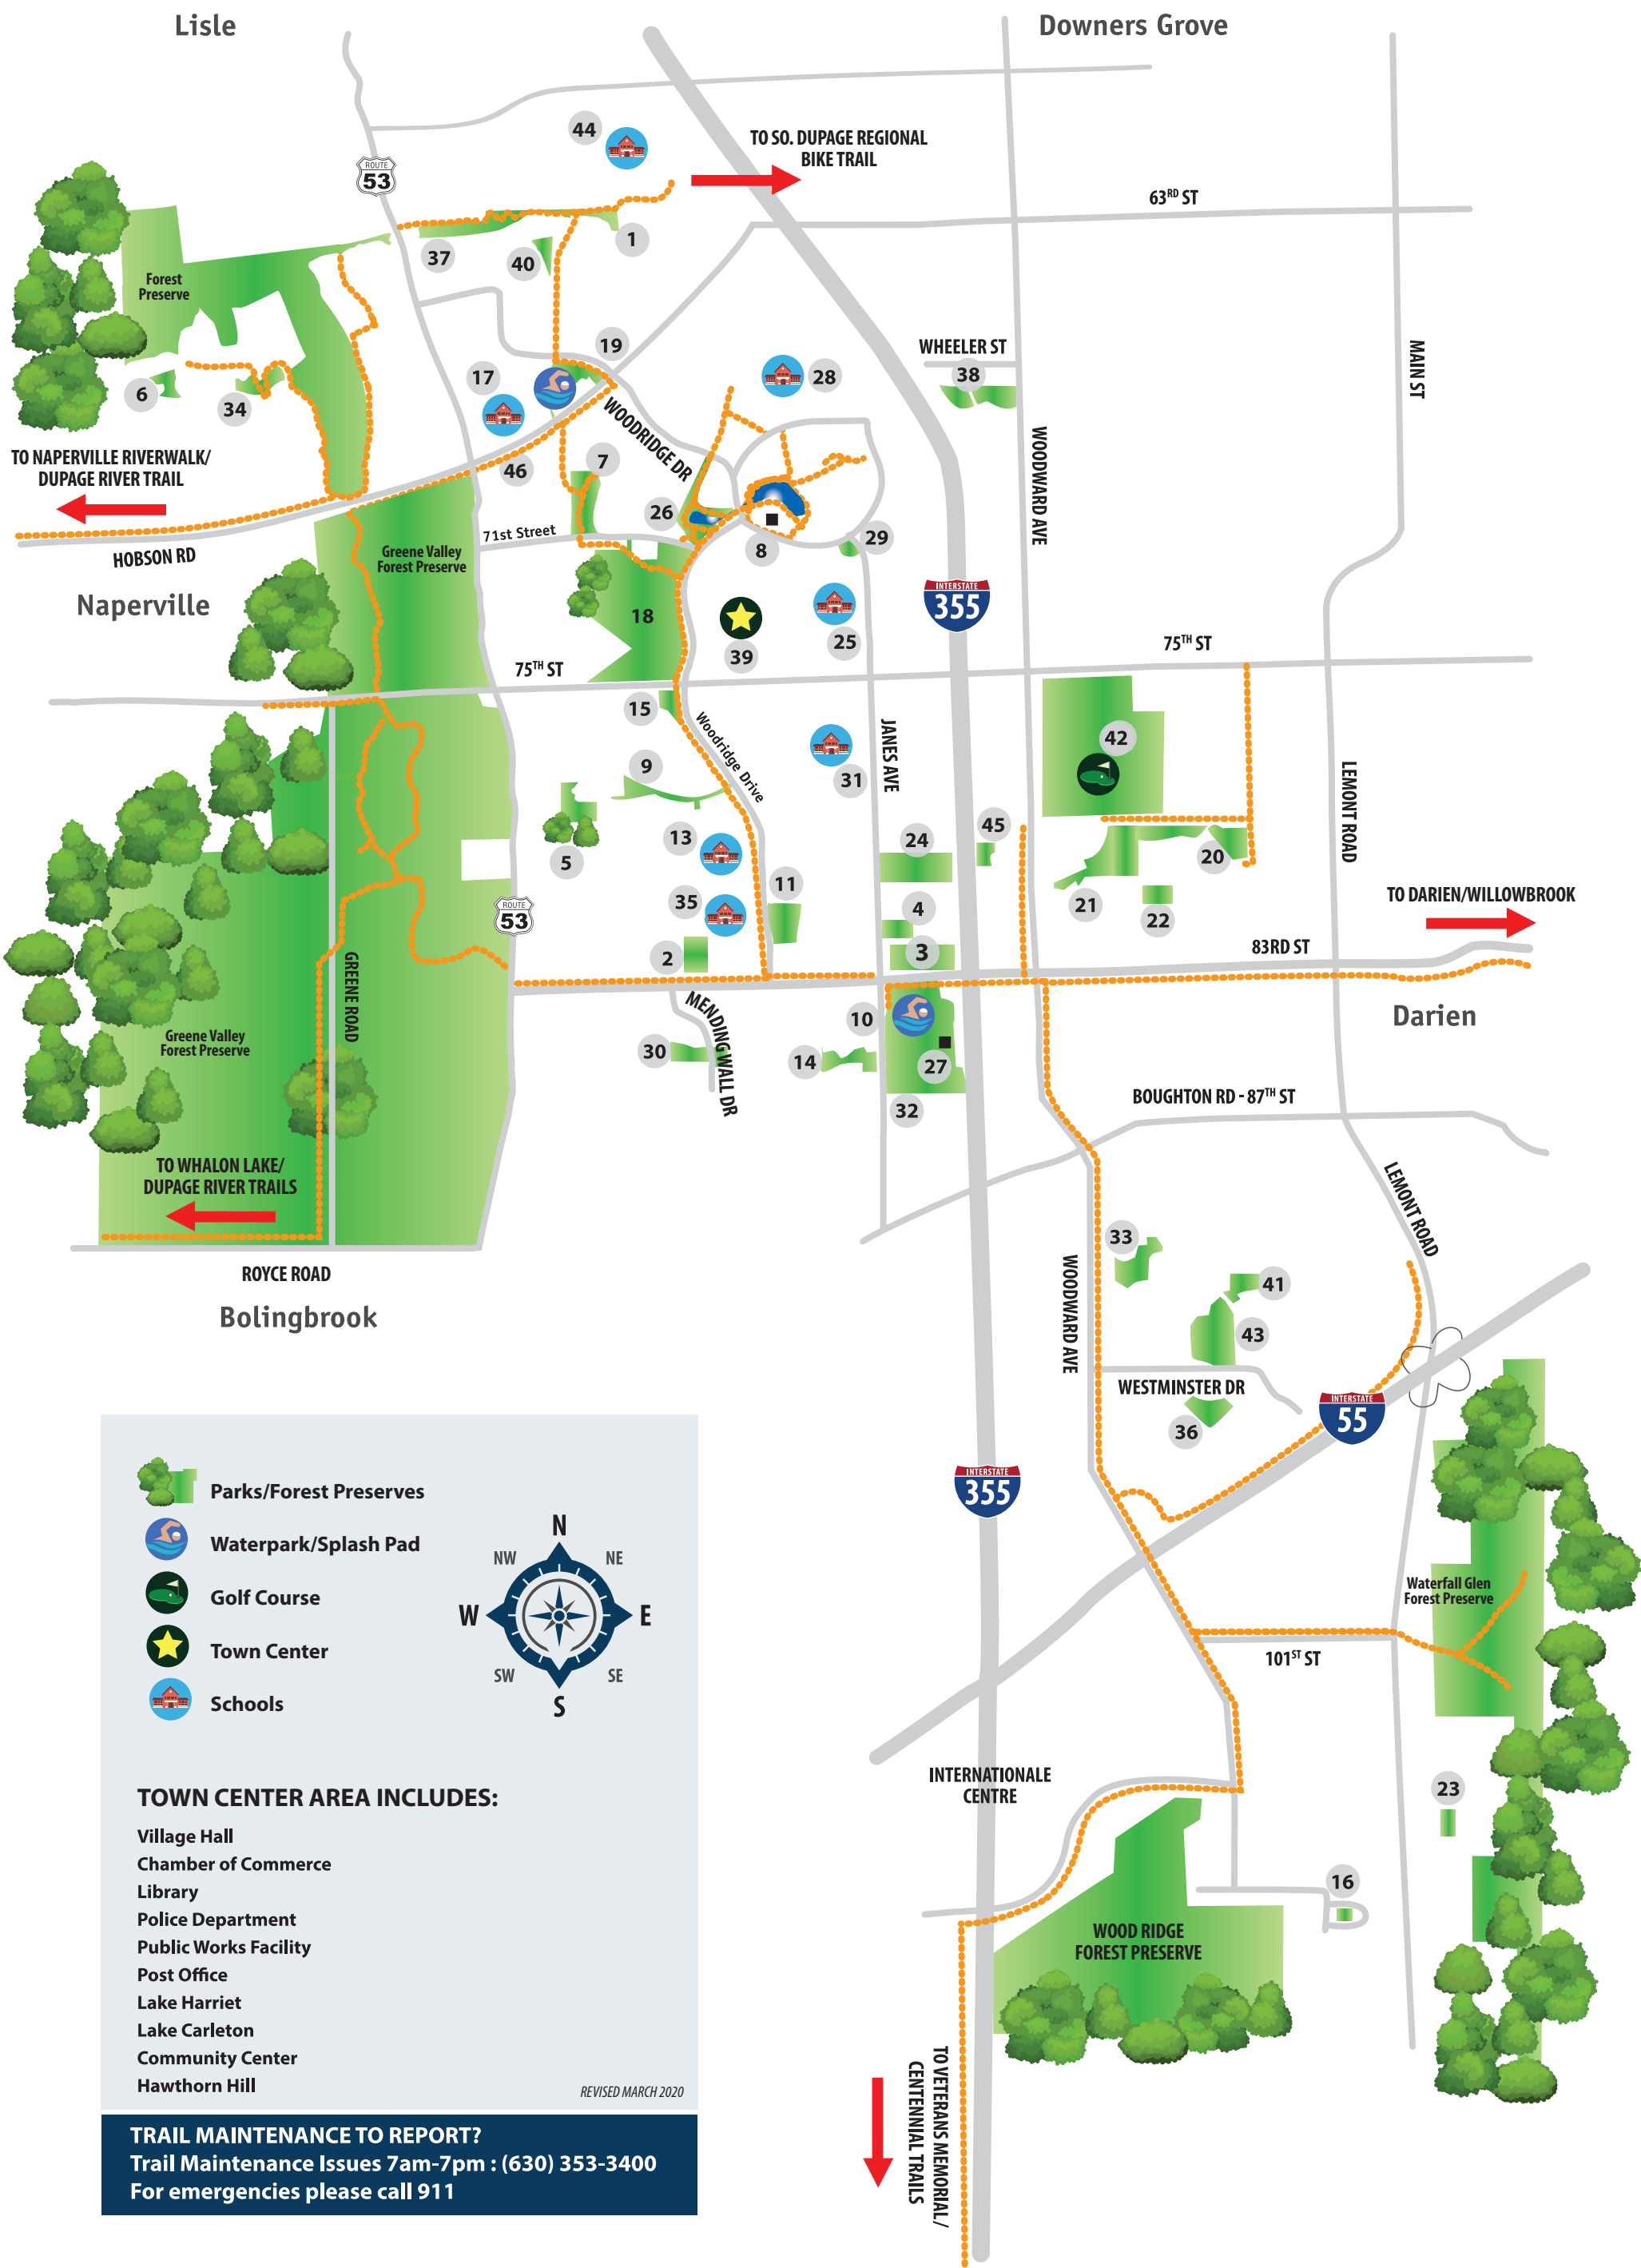 Lisle
Downers Grove
44
TO SO. DUPAGE REGIONAL
BIKE TRAIL
ROUTE
53
63RD ST
1
37
40
Forest
Preserve
19
WHEELER ST
MAIN ST
17
28
38
6
34
WOODRIDGE DR
WOODWARD AVE
TO NAPERVILLE RIVERWALK/
DUPAGE RIVER TRAIL
7
46
26
71st Street
29
8
HOBSON RD
Greene Valley
Forest Preserve
Naperville
INTERSTATE
355
18
25
39
75TH ST
75TH ST
15
Woodridge Drive
JANES AVE
42
31
9
LEMONT ROAD
45
13
24
5
20
11
35
21
22
4
TO DARIEN/WILLOWBROOK
ROUTE
53
3
2
83RD ST
GREENE ROAD
MENDING WALL DR
10
Darien
Greene Valley
Forest Preserve
30
14
27
32
BOUGHTON RD - 87TH ST
TO WHALON LAKE/
DUPAGE RIVER TRAILS
LEMONT ROAD
33
ROYCE ROAD
WOODWARD AVE
41
Bolingbrook
43
WESTMINSTER DR
36
INTERSTATE
55
INTERSTATE
355
Parks/Forest Preserves
Waterpark/Splash Pad
Golf Course
Town Center
Schools
N
NW
NE
W
E
SW
SE
S
Waterfall Glen
Forest Preserve
101ST ST
INTERNATIONALE
CENTRE
23
16
WOOD RIDGE
FOREST PRESERVE
TOWN CENTER AREA INCLUDES:
Village Hall
Chamber of Commerce
Library
Police Department
Public Works Facility
Post Office
Lake Harriet
Lake Carleton
Community Center
Hawthorn Hill
REVISED MARCH 2020
TO VETERANS MEMORIAL/
CENTENNIAL TRAILS
TRAIL MAINTENANCE TO REPORT?
Trail Maintenance Issues 7am-7pm : (630) 353-3400
For emergencies please call 911